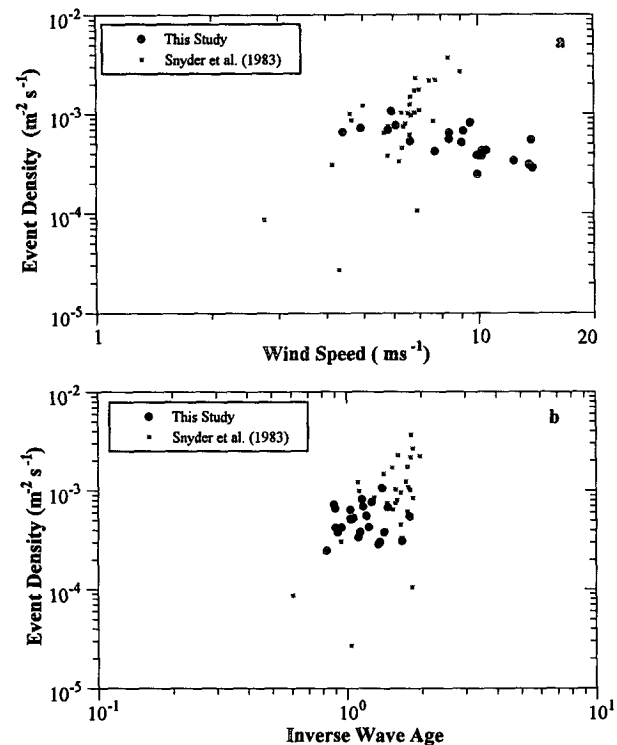 10⁻²
This Study
Snyder et al. (1983)
a
10⁻³
10⁻⁴
10⁻⁵
Event Density (m⁻² s⁻¹)
1
10
20
Wind Speed ( ms⁻¹)
10⁻²
This Study
Snyder et al. (1983)
b
10⁻³
10⁻⁴
10⁻⁵
Event Density (m⁻² s⁻¹)
10⁻¹
10⁰
10¹
Inverse Wave Age